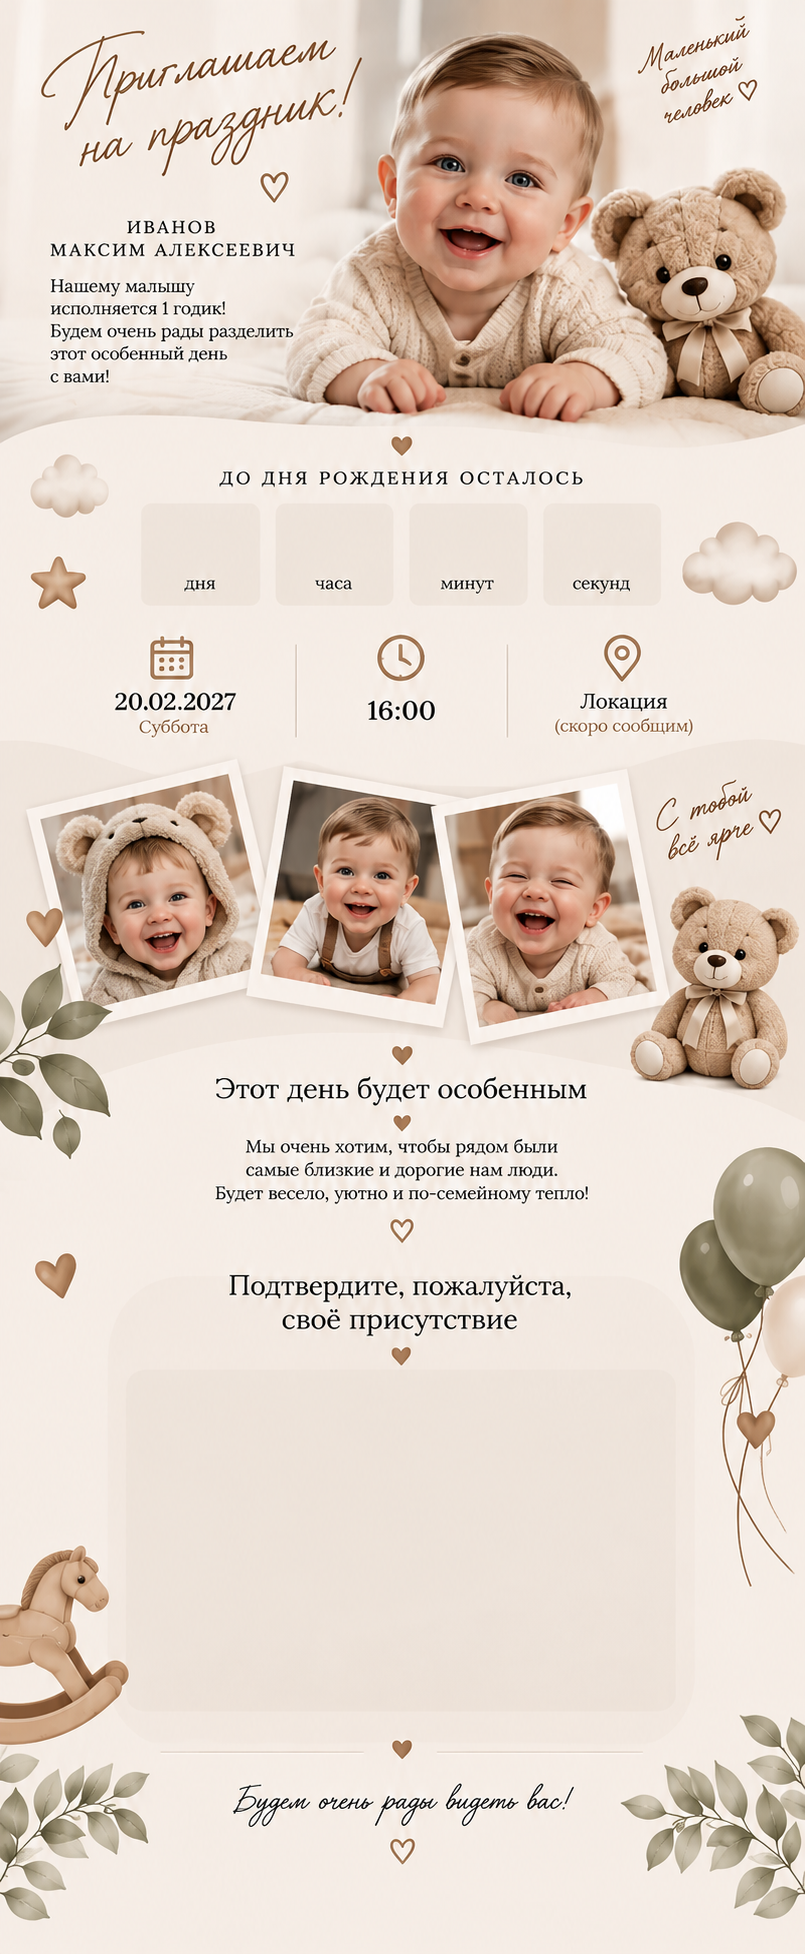 Приглашаем
на праздник!
Маленький
большой
человек
ИВАНОВ
МАКСИМ АЛЕКСЕЕВИЧ
Нашему малышу
исполняется 1 годик!
Будем очень рады разделить
этот особенный день
с вами!
ДО ДНЯ РОЖДЕНИЯ ОСТАЛОСЬ
дня часа минут секунд
20.02.2027
Суббота
16:00
Локация
(скоро сообщим)
С тобой
всё ярче
Этот день будет особенным
Мы очень хотим, чтобы рядом были
самые близкие и дорогие нам люди.
Будет весело, уютно и по-семейному тепло!
Подтвердите, пожалуйста,
своё присутствие
Будем очень рады видеть вас!